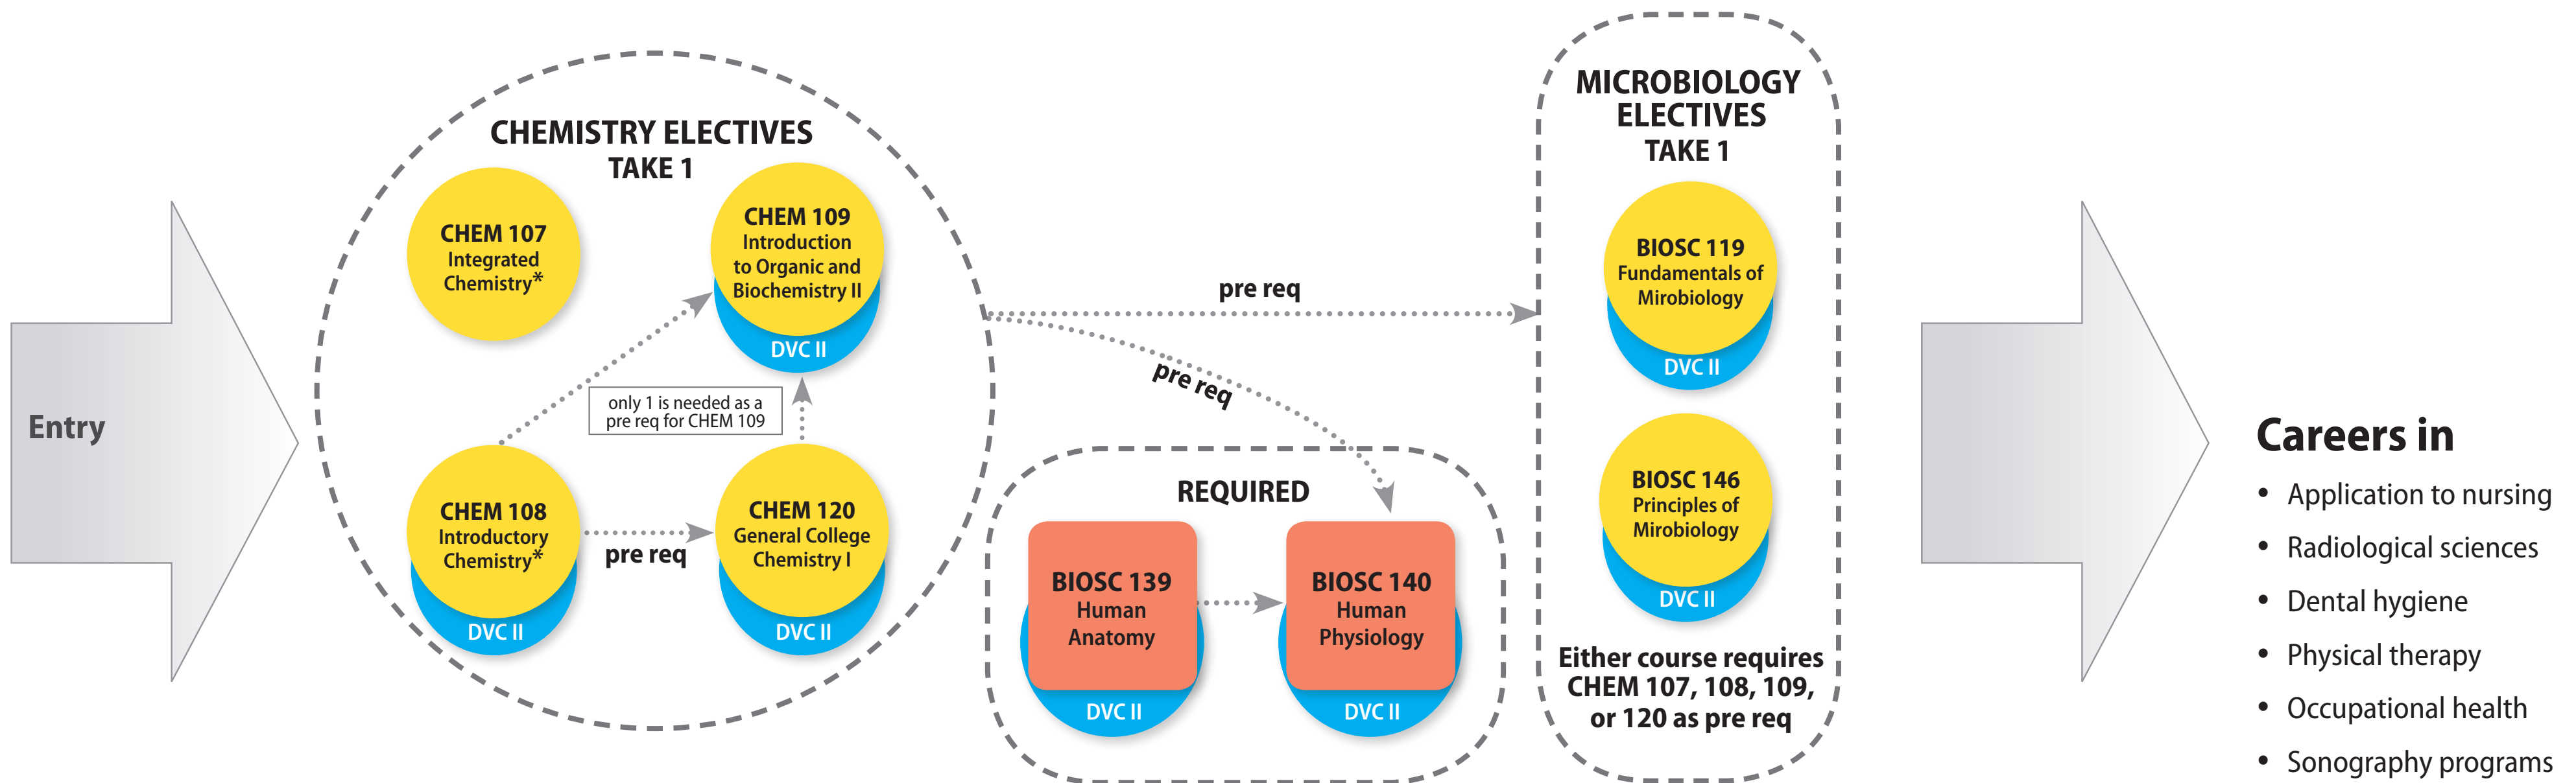 Entry
CHEMISTRY ELECTIVES
TAKE 1
CHEM 107
Integrated
Chemistry*
CHEM 109
Introduction
to Organic and
Biochemistry II
DVC II
only 1 is needed as a
pre req for CHEM 109
CHEM 108
Introductory
Chemistry*
DVC II
pre req
CHEM 120
General College
Chemistry I
DVC II
pre req
pre req
REQUIRED
BIOSC 139
Human
Anatomy
DVC II
BIOSC 140
Human
Physiology
DVC II
MICROBIOLOGY
ELECTIVES
TAKE 1
BIOSC 119
Fundamentals of
Mirobiology
DVC II
BIOSC 146
Principles of
Mirobiology
DVC II
Either course requires
CHEM 107, 108, 109,
or 120 as pre req
Careers in
• Application to nursing
• Radiological sciences
• Dental hygiene
• Physical therapy
• Occupational health
• Sonography programs